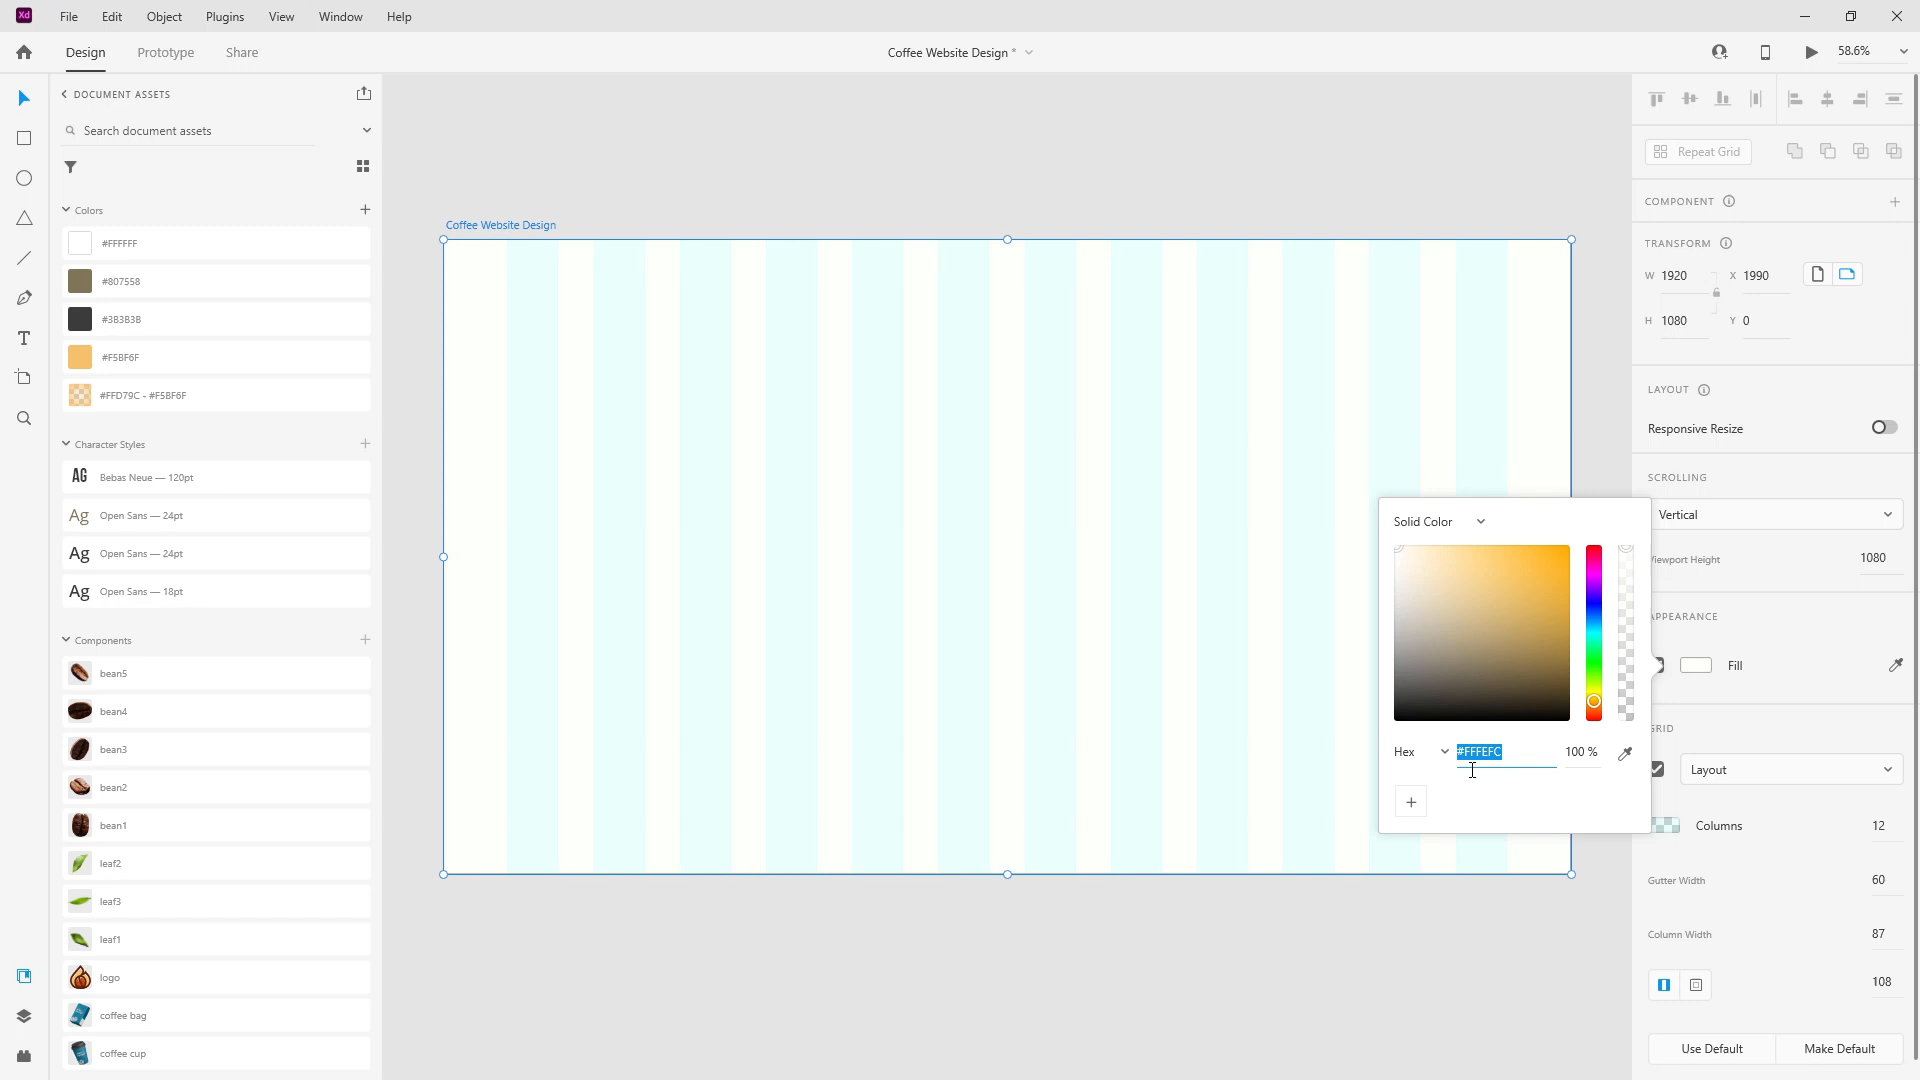 Xd File Edit Object Plugins View Window Help
Design Prototype Share Coffee Website Design * 58.6%
DOCUMENT ASSETS
Search document assets
Colors
#FFFFFF
#807558
#3B3B3B
#F5BF6F
#FFD79C - #F5BF6F
Character Styles
AG Bebas Neue — 120pt
Ag Open Sans — 24pt
Ag Open Sans — 24pt
Ag Open Sans — 18pt
Components
bean5
bean4
bean3
bean2
bean1
leaf2
leaf3
leaf1
logo
coffee bag
coffee cup
Coffee Website Design
Solid Color
Hex #FFFEFC 100 %
Repeat Grid
COMPONENT
TRANSFORM
W 1920 X 1990
H 1080 Y 0
LAYOUT
Responsive Resize
SCROLLING
Vertical
Viewport Height 1080
APPEARANCE
Fill
GRID
Layout
Columns 12
Gutter Width 60
Column Width 87
108
Use Default Make Default